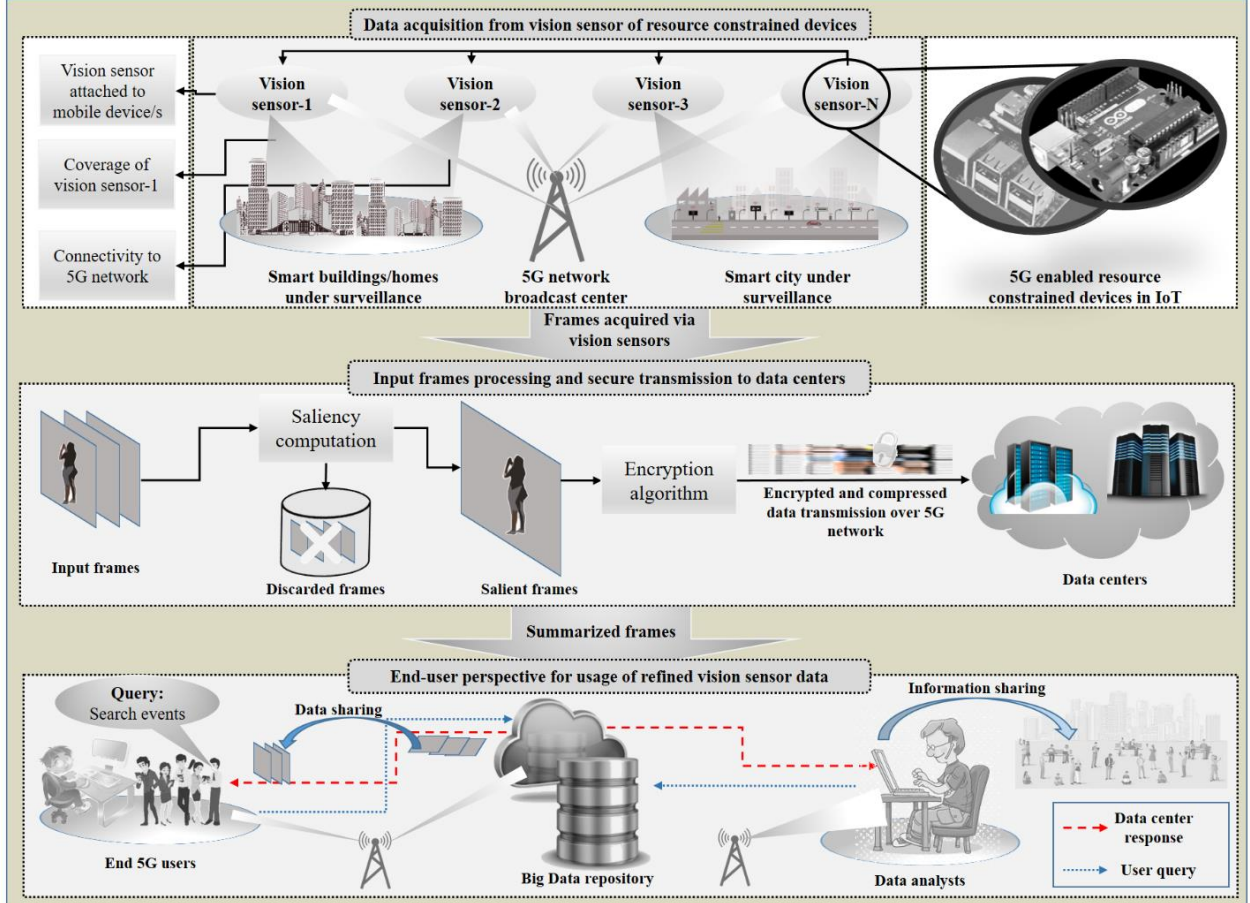 Data acquisition from vision sensor of resource constrained devices
Vision sensor
attached to
mobile device/s
Coverage of
vision sensor-1
Connectivity to
5G network
Vision
sensor-1
Vision
sensor-2
Vision
sensor-3
Vision
sensor-N
Smart buildings/homes
under surveillance
5G network
broadcast center
Smart city under
surveillance
5G enabled resource
constrained devices in IoT
Frames acquired via
vision sensors
Input frames processing and secure transmission to data centers
Input frames
Saliency
computation
Discarded frames
Salient frames
Encryption
algorithm
Encrypted and compressed
data transmission over 5G
network
Data centers
Summarized frames
End-user perspective for usage of refined vision sensor data
Query:
Search events
Data sharing
Information sharing
End 5G users
Big Data repository
Data analysts
Data center
response
User query